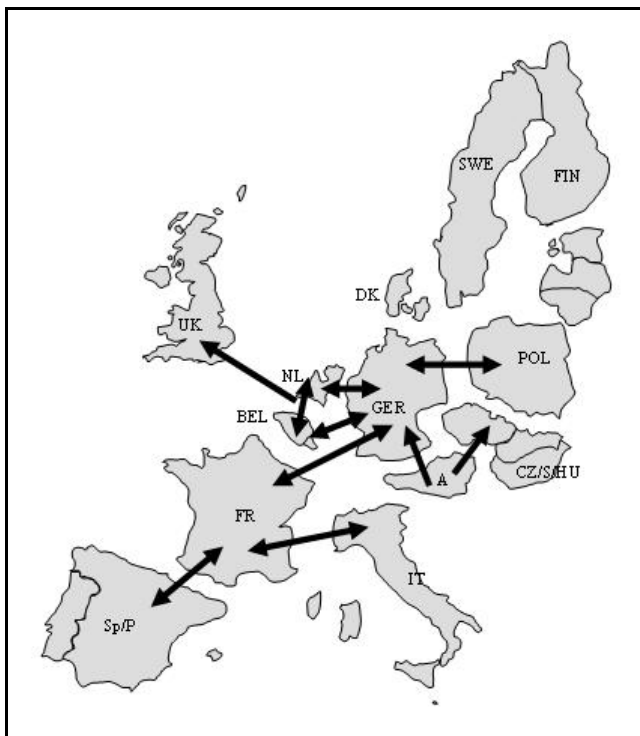 SWE
FIN
DK
UK
POL
NL
BEL
GER
A
CZ/S/HU
FR
IT
Sp/P